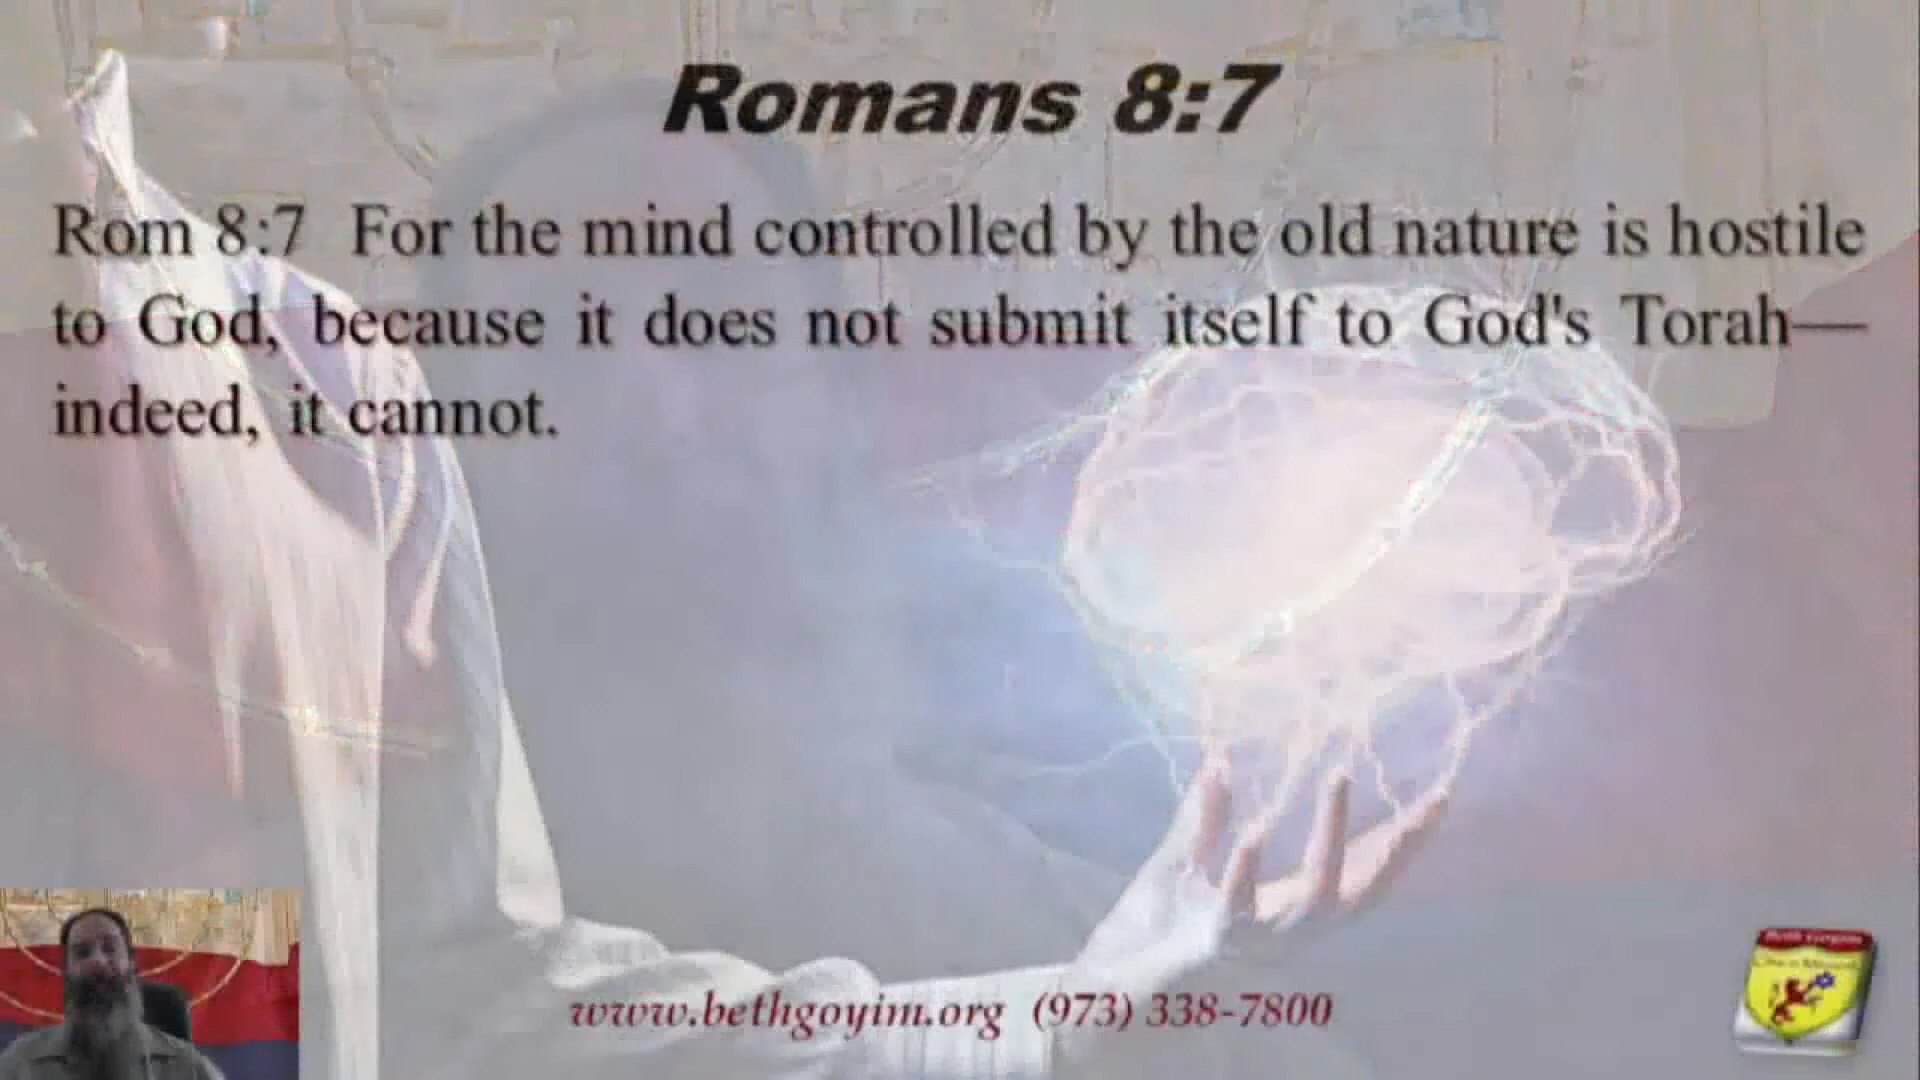 Romans 8:7
Rom 8:7 For the mind controlled by the old nature is hostile
to God, because it does not submit itself to God's Torah—
indeed, it cannot.
www.bethgoyim.org (973) 338-7800